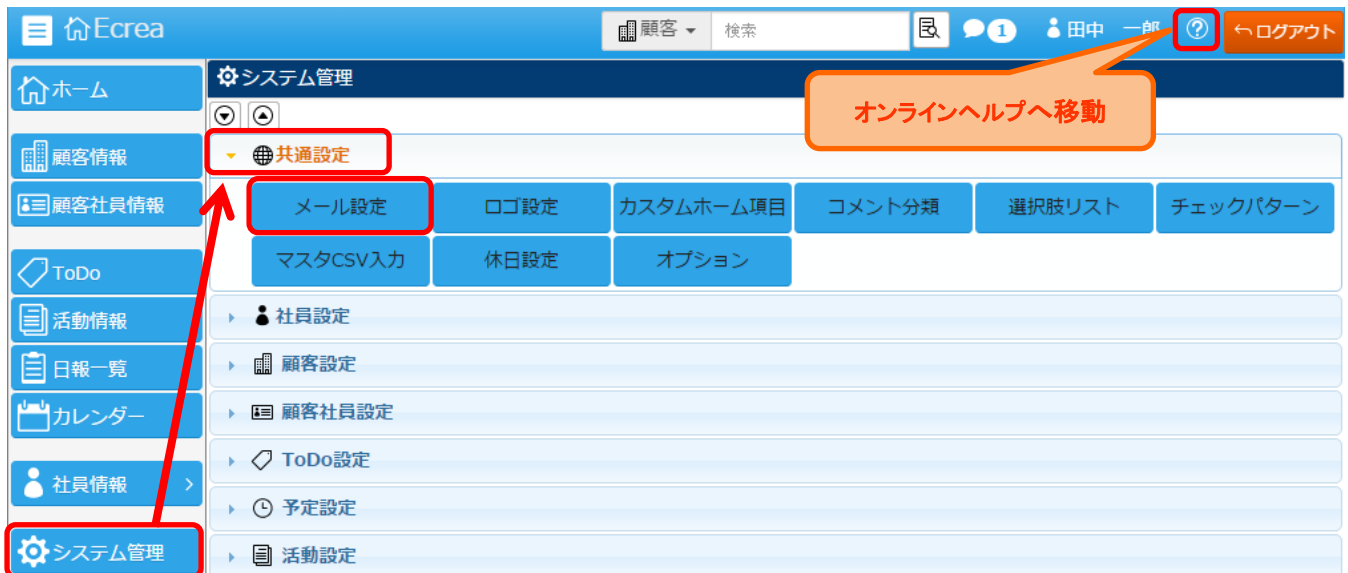 Ecrea
顧客
検索
1
田中 一郎
ログアウト
ホーム
顧客情報
顧客社員情報
ToDo
活動情報
日報一覧
カレンダー
社員情報
システム管理
システム管理
オンラインヘルプへ移動
共通設定
メール設定 ロゴ設定 カスタムホーム項目 コメント分類 選択肢リスト チェックパターン
マスタCSV入力 休日設定 オプション
社員設定
顧客設定
顧客社員設定
ToDo設定
予定設定
活動設定